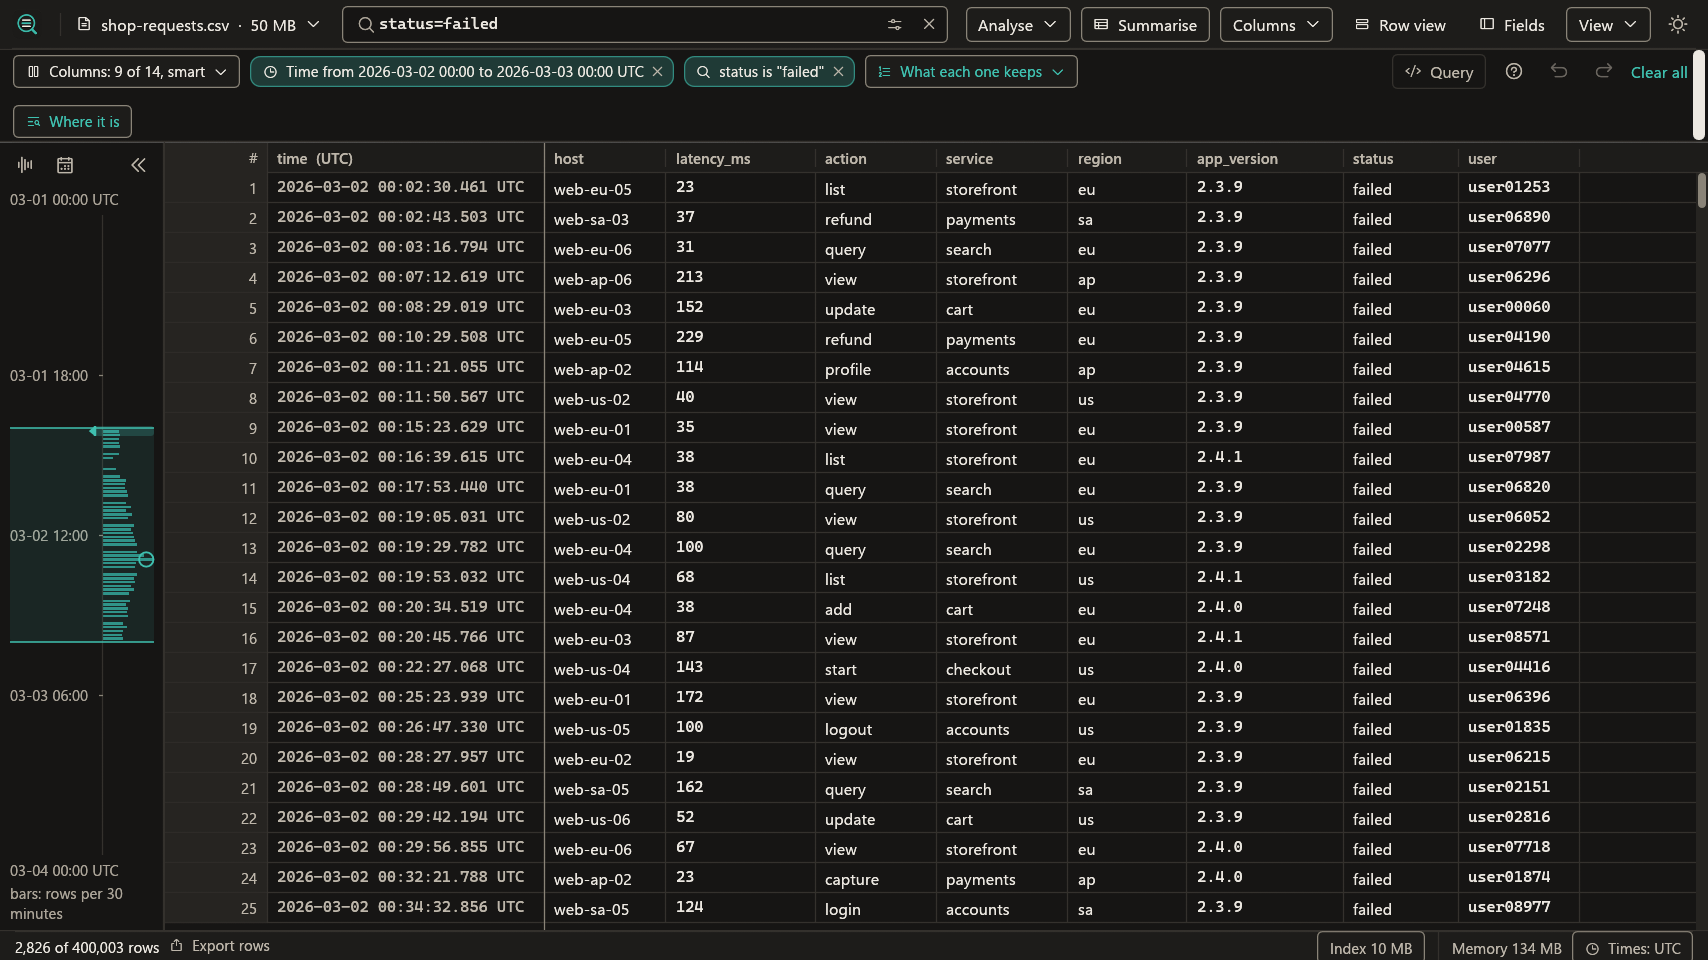 shop-requests.csv · 50 MB
status=failed
Analyse
Summarise
Columns
Row view
Fields
View
Columns: 9 of 14, smart
Time from 2026-03-02 00:00 to 2026-03-03 00:00 UTC
status is "failed"
What each one keeps
Query
Clear all
Where it is
03-01 00:00 UTC
03-01 18:00
03-02 12:00
03-03 06:00
03-04 00:00 UTC
bars: rows per 30
minutes
# time (UTC) host latency_ms action service region app_version status user
1 2026-03-02 00:02:30.461 UTC web-eu-05 23 list storefront eu 2.3.9 failed user01253
2 2026-03-02 00:02:43.503 UTC web-sa-03 37 refund payments sa 2.3.9 failed user06890
3 2026-03-02 00:03:16.794 UTC web-eu-06 31 query search eu 2.3.9 failed user07077
4 2026-03-02 00:07:12.619 UTC web-ap-06 213 view storefront ap 2.3.9 failed user06296
5 2026-03-02 00:08:29.019 UTC web-eu-03 152 update cart eu 2.3.9 failed user00060
6 2026-03-02 00:10:29.508 UTC web-eu-05 229 refund payments eu 2.3.9 failed user04190
7 2026-03-02 00:11:21.055 UTC web-ap-02 114 profile accounts ap 2.3.9 failed user04615
8 2026-03-02 00:11:50.567 UTC web-us-02 40 view storefront us 2.3.9 failed user04770
9 2026-03-02 00:15:23.629 UTC web-eu-01 35 view storefront eu 2.3.9 failed user00587
10 2026-03-02 00:16:39.615 UTC web-eu-04 38 list storefront eu 2.4.1 failed user07987
11 2026-03-02 00:17:53.440 UTC web-eu-01 38 query search eu 2.3.9 failed user06820
12 2026-03-02 00:19:05.031 UTC web-us-02 80 view storefront us 2.3.9 failed user06052
13 2026-03-02 00:19:29.782 UTC web-eu-04 100 query search eu 2.3.9 failed user02298
14 2026-03-02 00:19:53.032 UTC web-us-04 68 list storefront us 2.4.1 failed user03182
15 2026-03-02 00:20:34.519 UTC web-eu-04 38 add cart eu 2.4.0 failed user07248
16 2026-03-02 00:20:45.766 UTC web-eu-03 87 view storefront eu 2.4.1 failed user08571
17 2026-03-02 00:22:27.068 UTC web-us-04 143 start checkout us 2.4.0 failed user04416
18 2026-03-02 00:25:23.939 UTC web-eu-01 172 view storefront eu 2.3.9 failed user06396
19 2026-03-02 00:26:47.330 UTC web-us-05 100 logout accounts us 2.3.9 failed user01835
20 2026-03-02 00:28:27.957 UTC web-eu-02 19 view storefront eu 2.3.9 failed user06215
21 2026-03-02 00:28:49.601 UTC web-sa-05 162 query search sa 2.3.9 failed user02151
22 2026-03-02 00:29:42.194 UTC web-us-06 52 update cart us 2.3.9 failed user02816
23 2026-03-02 00:29:56.855 UTC web-eu-06 67 view storefront eu 2.4.0 failed user07718
24 2026-03-02 00:32:21.788 UTC web-ap-02 23 capture payments ap 2.4.0 failed user01874
25 2026-03-02 00:34:32.856 UTC web-sa-05 124 login accounts sa 2.3.9 failed user08977
2,826 of 400,003 rows
Export rows
Index 10 MB
Memory 134 MB
Times: UTC